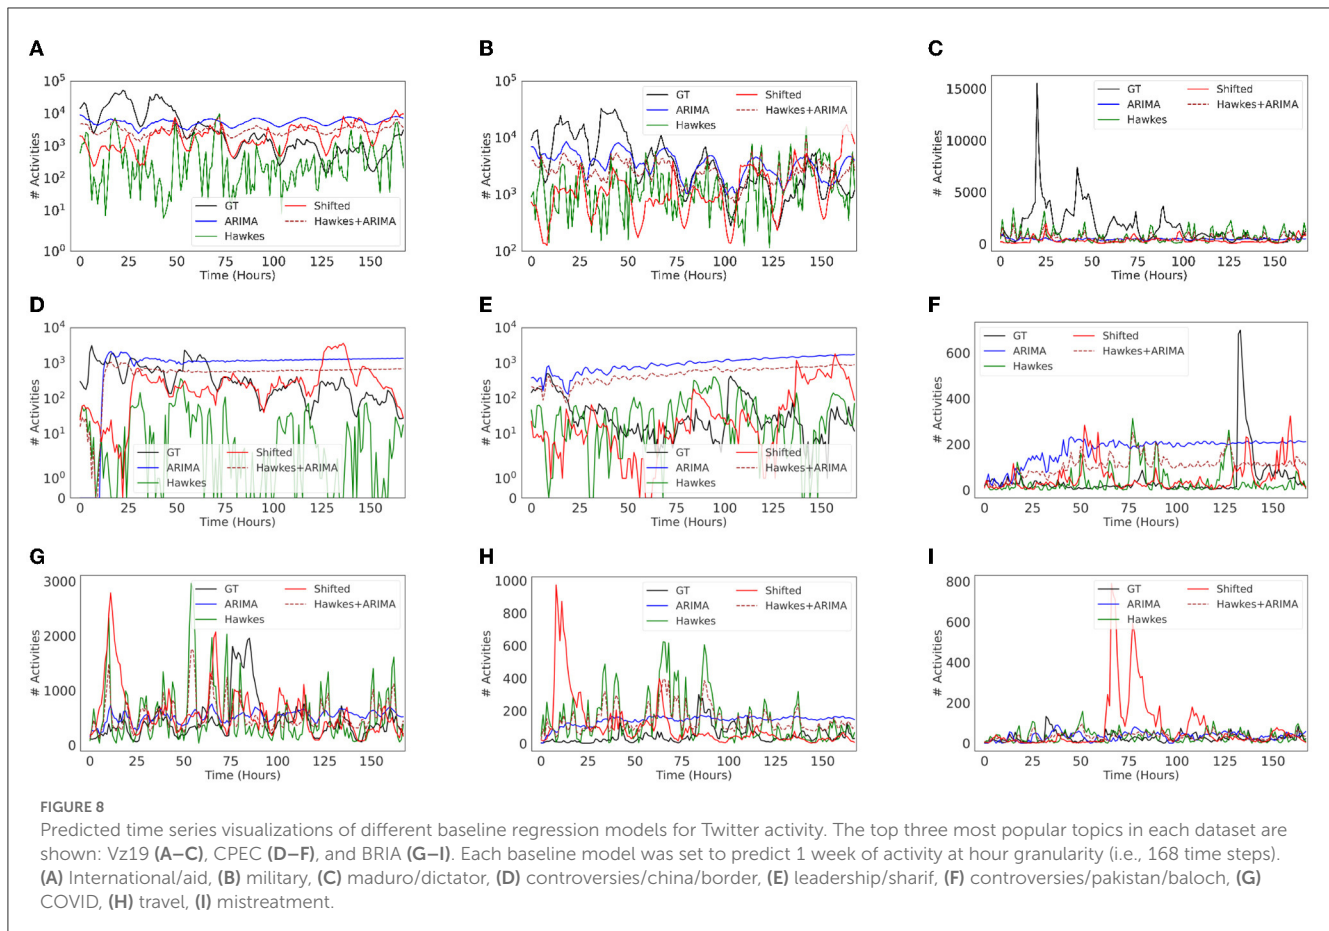 A
10^5
10^4
10^3
10^2
10^1
10^0
# Activities
GT
ARIMA
Hawkes
Shifted
Hawkes+ARIMA
0 25 50 75 100 125 150
Time (Hours)
B
10^5
10^4
10^3
10^2
# Activities
GT
ARIMA
Hawkes
Shifted
Hawkes+ARIMA
0 25 50 75 100 125 150
Time (Hours)
C
15000
10000
5000
0
# Activities
GT
ARIMA
Hawkes
Shifted
Hawkes+ARIMA
0 25 50 75 100 125 150
Time (Hours)
D
10^4
10^3
10^2
10^1
10^0
0
# Activities
GT
ARIMA
Hawkes
Shifted
Hawkes+ARIMA
0 25 50 75 100 125 150
Time (Hours)
E
10^4
10^3
10^2
10^1
10^0
0
# Activities
GT
ARIMA
Hawkes
Shifted
Hawkes+ARIMA
0 25 50 75 100 125 150
Time (Hours)
F
600
400
200
0
# Activities
GT
ARIMA
Hawkes
Shifted
Hawkes+ARIMA
0 25 50 75 100 125 150
Time (Hours)
G
3000
2000
1000
0
# Activities
GT
ARIMA
Hawkes
Shifted
Hawkes+ARIMA
0 25 50 75 100 125 150
Time (Hours)
H
1000
800
600
400
200
0
# Activities
GT
ARIMA
Hawkes
Shifted
Hawkes+ARIMA
0 25 50 75 100 125 150
Time (Hours)
I
800
600
400
200
0
# Activities
GT
ARIMA
Hawkes
Shifted
Hawkes+ARIMA
0 25 50 75 100 125 150
Time (Hours)
FIGURE 8
Predicted time series visualizations of different baseline regression models for Twitter activity. The top three most popular topics in each dataset are
shown: Vz19 (A–C), CPEC (D–F), and BRIA (G–I). Each baseline model was set to predict 1 week of activity at hour granularity (i.e., 168 time steps).
(A) International/aid, (B) military, (C) maduro/dictator, (D) controversies/china/border, (E) leadership/sharif, (F) controversies/pakistan/baloch, (G)
COVID, (H) travel, (I) mistreatment.